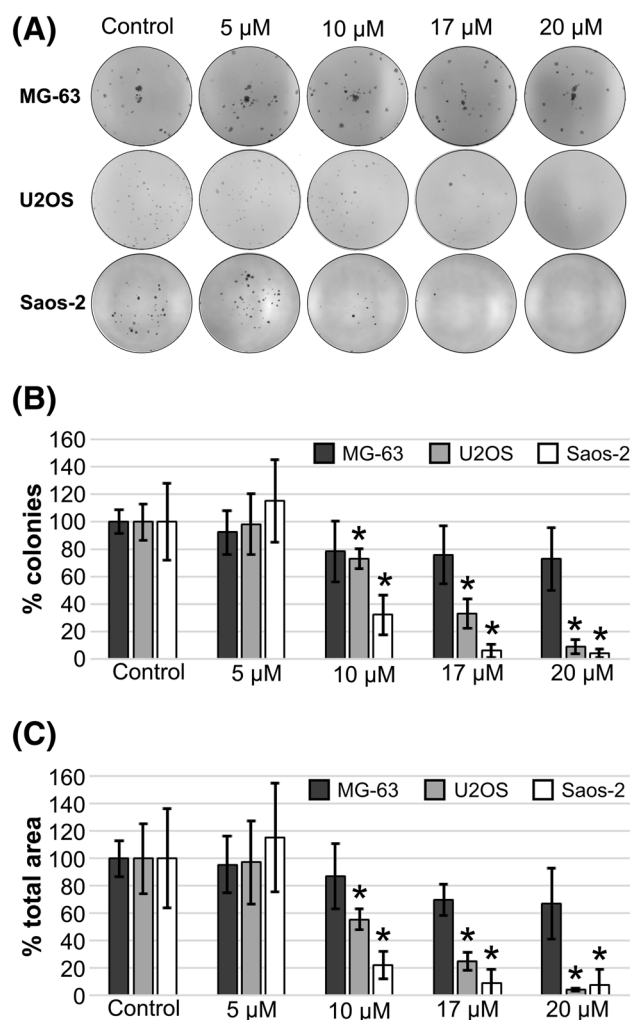 (A) Control 5 µM 10 µM 17 µM 20 µM
MG-63
U2OS
Saos-2
(B)
160
140
120
100
80
60
40
20
0
% colonies
MG-63 U2OS Saos-2
* * * * * *
Control 5 µM 10 µM 17 µM 20 µM
(C)
160
140
120
100
80
60
40
20
0
% total area
MG-63 U2OS Saos-2
* * * * * *
Control 5 µM 10 µM 17 µM 20 µM